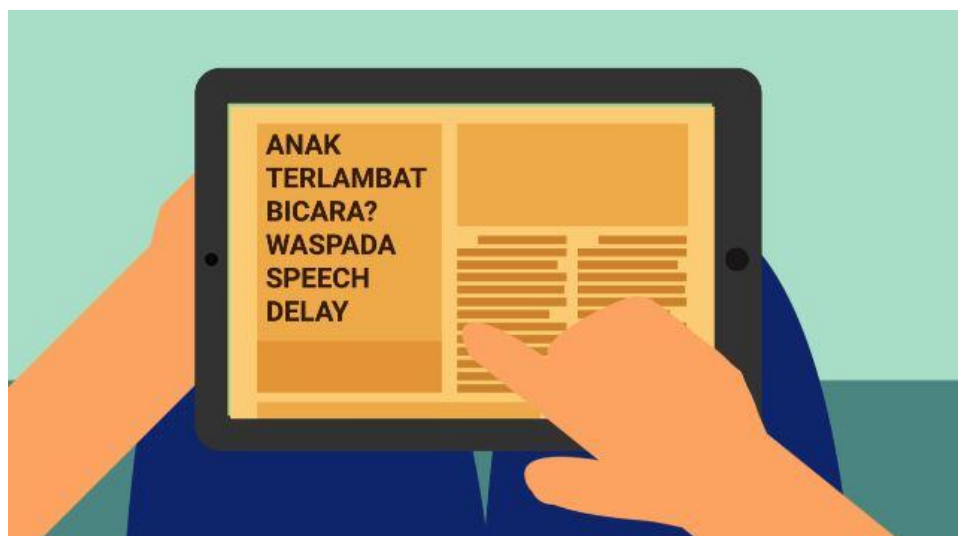 ANAK
TERLAMBAT
BICARA?
WASPADA
SPEECH
DELAY